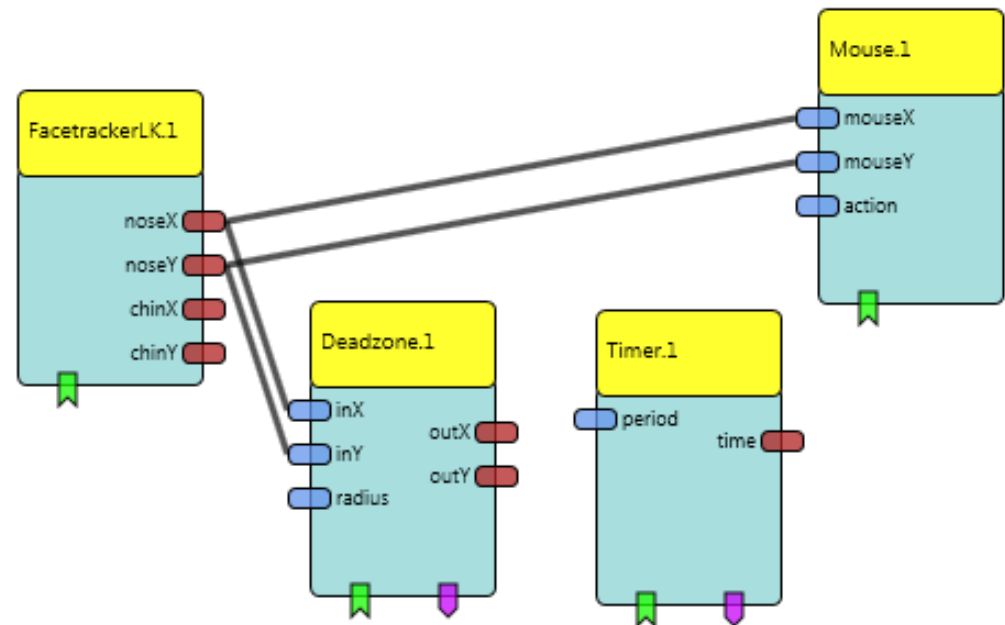 FacetrackerLK.1
noseX
noseY
chinX
chinY
Deadzone.1
inX
inY
radius
outX
outY
Timer.1
period
time
Mouse.1
mouseX
mouseY
action